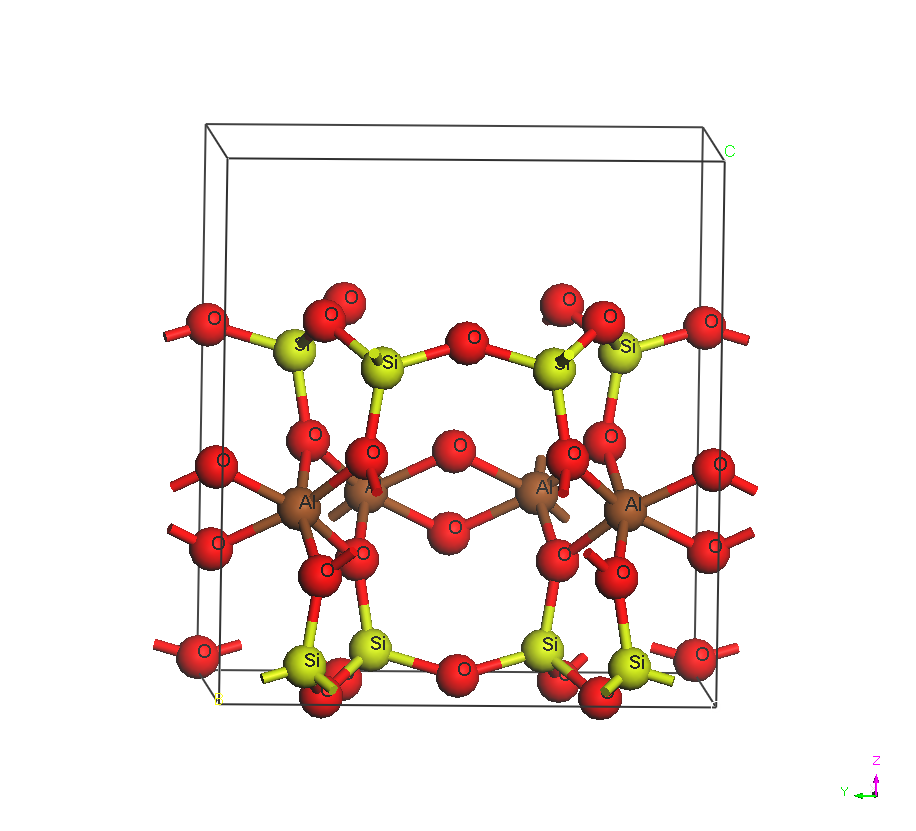 C
O O
O O O O
O Si Si
Si Si
O O O
O O O
O O
Al Al Al
A
O O O
O O O
O O
Si Si
O Si Si O
O O
O
B
Z
Y